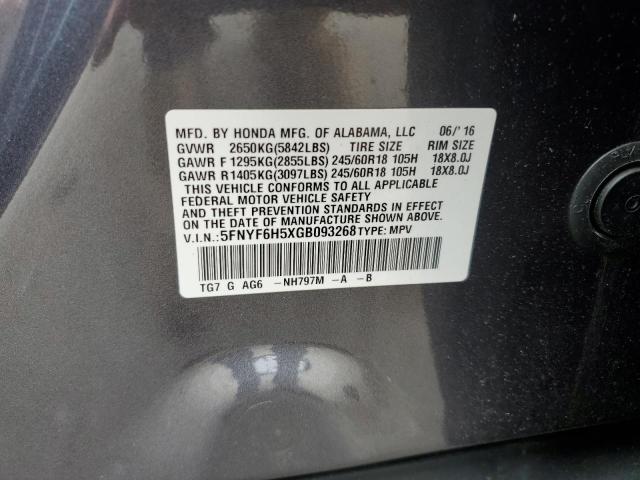 MFD. BY HONDA MFG. OF ALABAMA, LLC 06/'16
GVWR 2650KG(5842LBS) TIRE SIZE RIM SIZE
GAWR F 1295KG(2855LBS) 245/60R18 105H 18X8.0J
GAWR R 1405KG(3097LBS) 245/60R18 105H 18X8.0J
THIS VEHICLE CONFORMS TO ALL APPLICABLE
FEDERAL MOTOR VEHICLE SAFETY
AND THEFT PREVENTION STANDARDS IN EFFECT
ON THE DATE OF MANUFACTURE SHOWN ABOVE.
V.I.N.: 5FNYF6H5XGB093268 TYPE: MPV
TG7 G AG6 -NH797M -A -B